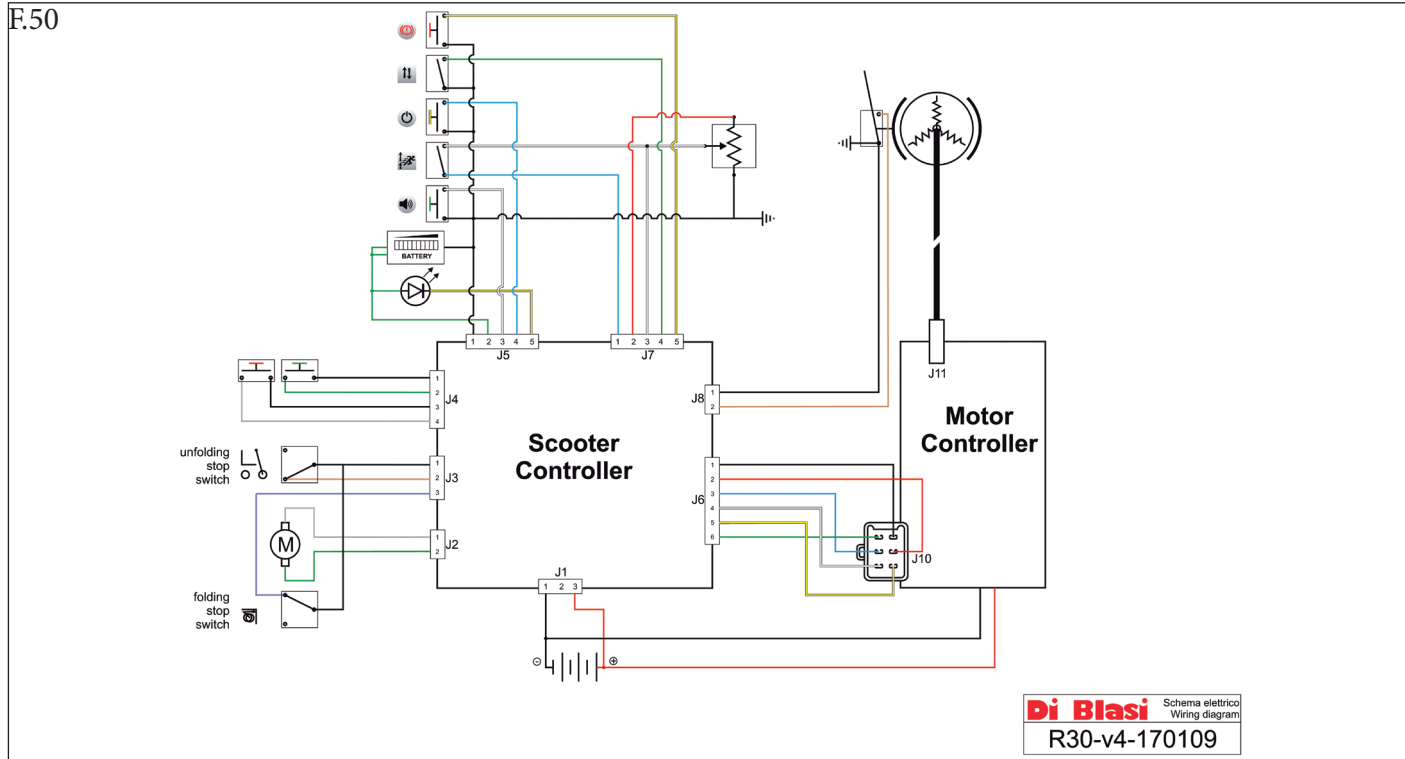 F.50
BATTERY
1 2 3 4 5
J5
1 2 3 4 5
J7
J11
Motor
Controller
1
2
3
4
J4
1
2
J8
Scooter
Controller
unfolding
stop
switch
1
2
3
J3
1
2
3
4
5
6
J6
J10
M
1
2
J2
J1
1 2 3
folding
stop
switch
Di Blasi
Schema elettrico
Wiring diagram
R30-v4-170109